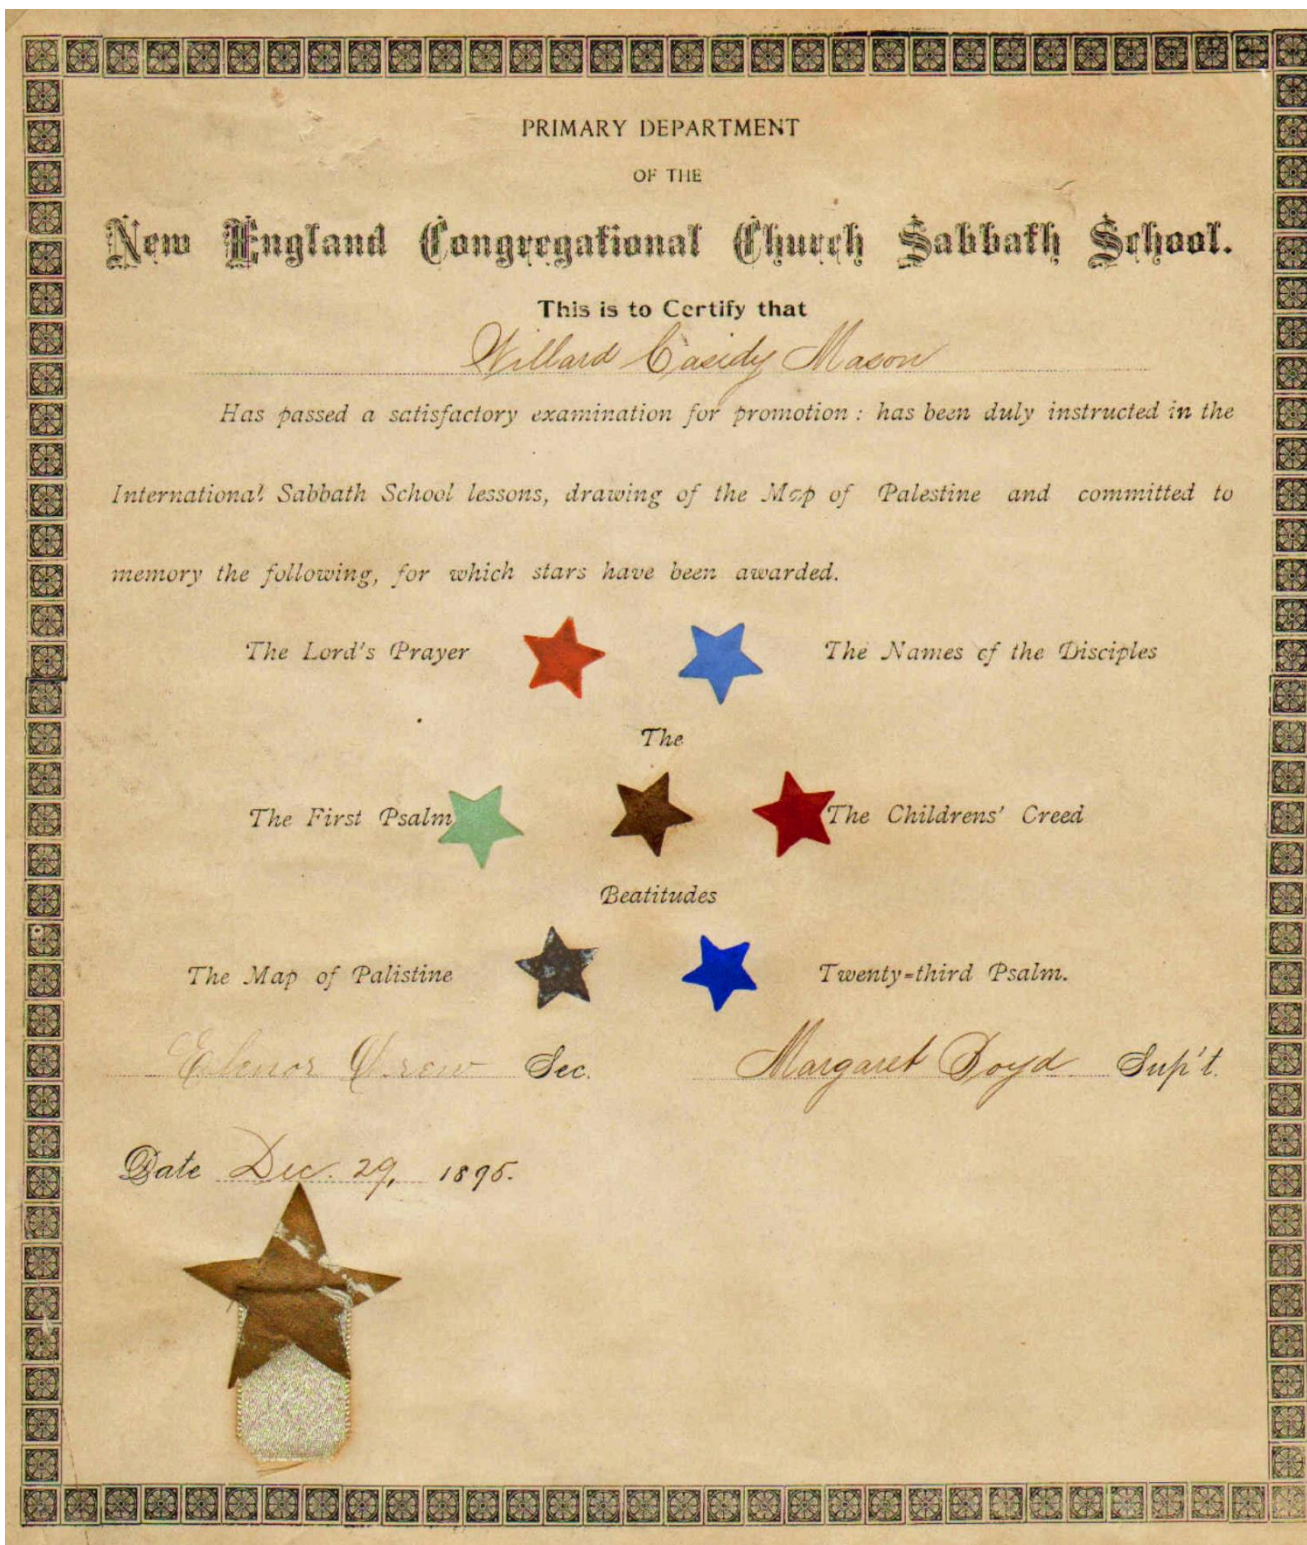 PRIMARY DEPARTMENT
OF THE
New England Congregational Church Sabbath School.
This is to Certify that
Willard Casidy Mason
Has passed a satisfactory examination for promotion : has been duly instructed in the
International Sabbath School lessons, drawing of the Map of Palestine and committed to
memory the following, for which stars have been awarded.
The Lord's Prayer
The Names of the Disciples
The
The First Psalm
The Childrens' Creed
Beatitudes
The Map of Palistine
Twenty-third Psalm.
Elenor Drew Sec.
Margaret Boyd Sup't.
Date Dec. 29, 1895.